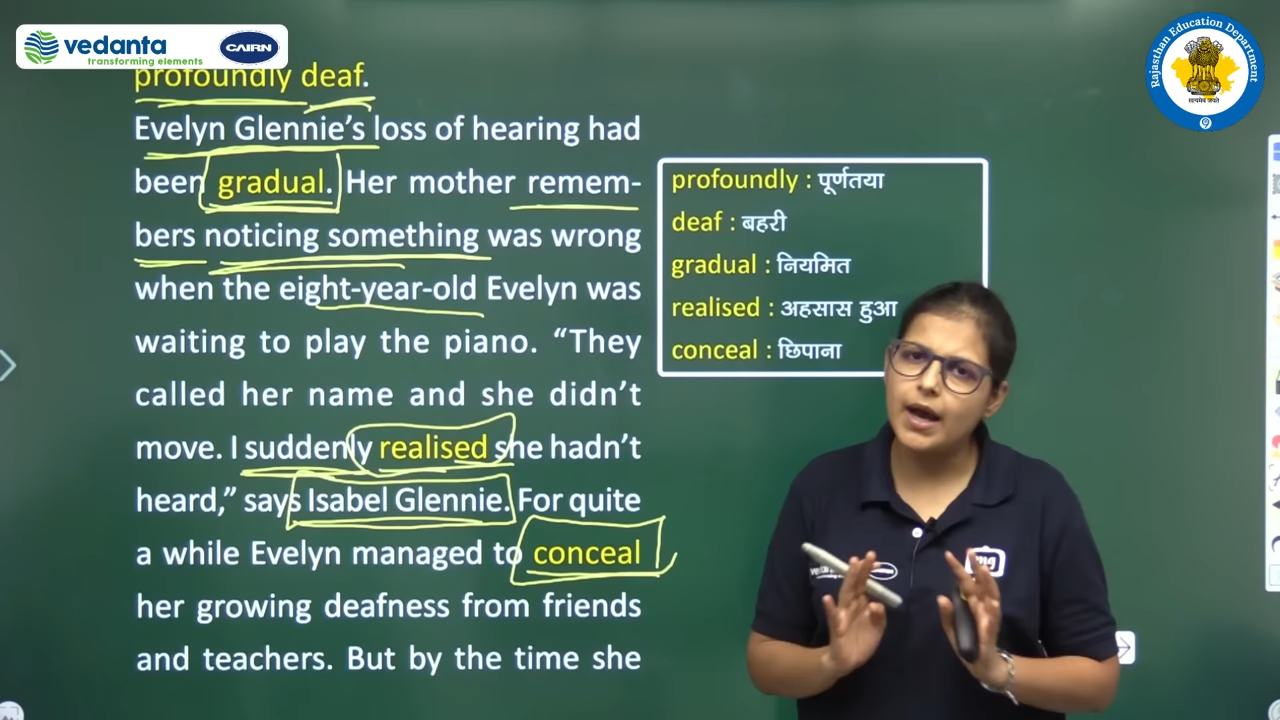 vedanta
transforming elements
CAIRN
Rajasthan Education Department
सत्यमेव जयते
profoundly deaf.
Evelyn Glennie's loss of hearing had
been gradual. Her mother remem-
bers noticing something was wrong
when the eight-year-old Evelyn was
waiting to play the piano. “They
called her name and she didn't
move. I suddenly realised she hadn't
heard,” says Isabel Glennie. For quite
a while Evelyn managed to conceal
her growing deafness from friends
and teachers. But by the time she
profoundly : पूर्णतया
deaf : बहरी
gradual : नियमित
realised : अहसास हुआ
conceal : छिपाना